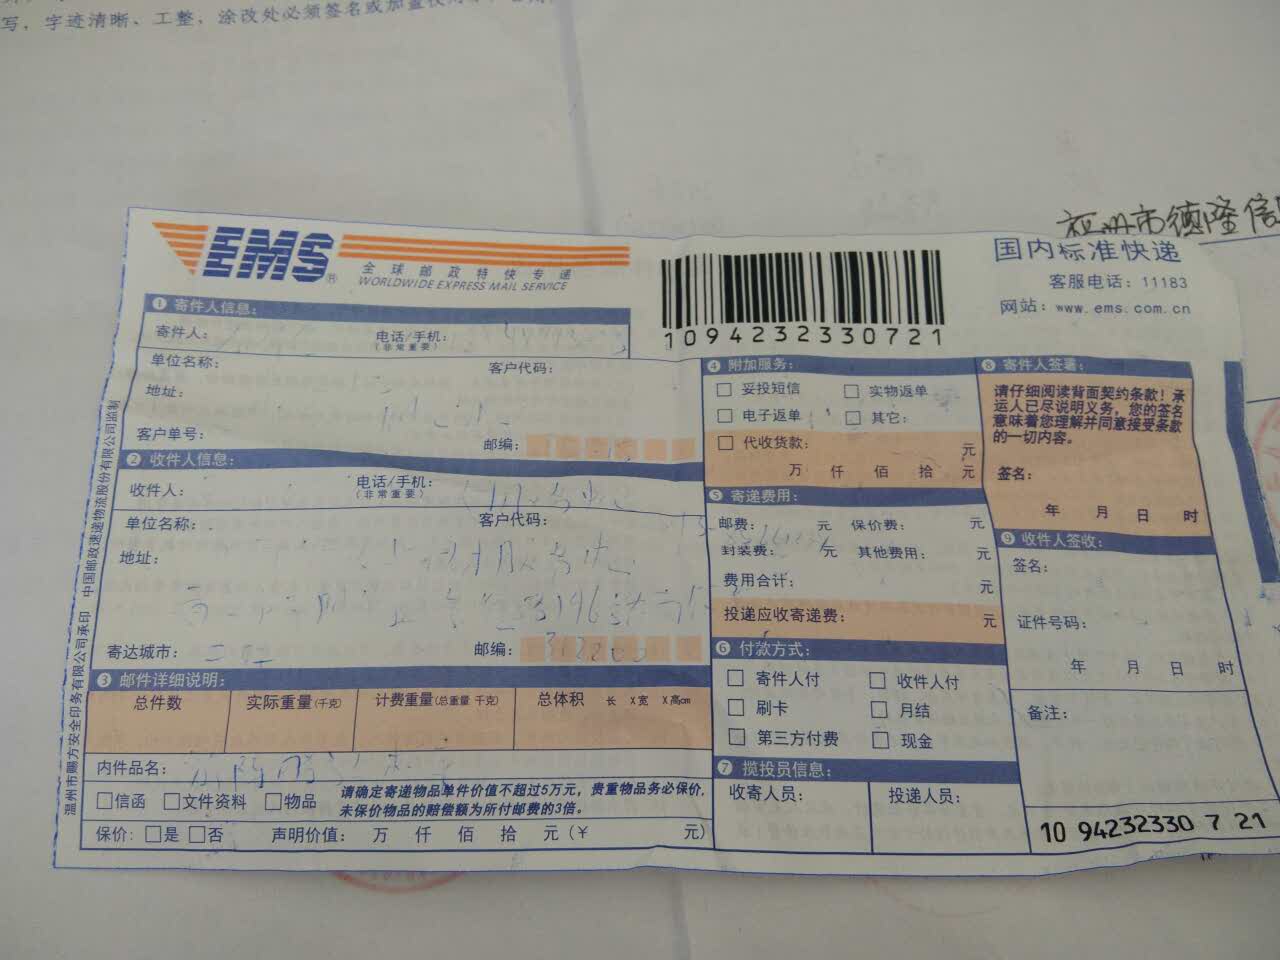 写，字迹清晰、工整，涂改处必须签名或加盖
福州市德隆信
EMS®
全球邮政特快专递
WORLDWIDE EXPRESS MAIL SERVICE
1094232330721
国内标准快递
客服电话：11183
网站：www.ems.com.cn
中国邮政速递物流股份有限公司监制
温州市赐方安全印务有限公司承印
1 寄件人信息：
寄件人： 电话/手机：
（非常重要）
单位名称： 客户代码：
地址：
客户单号： 邮编：
2 收件人信息：
收件人： 电话/手机：
（非常重要）
单位名称： 客户代码：
地址：
寄达城市： 邮编：
3 邮件详细说明：
总件数 实际重量(千克) 计费重量(总重量 千克) 总体积 长 X宽 X高cm
内件品名：
□信函 □文件资料 □物品
请确定寄递物品单件价值不超过5万元，贵重物品务必保价，
未保价物品的赔偿额为所付邮费的3倍。
保价：□是 □否 声明价值： 万 仟 佰 拾 元（¥ 元）
4 附加服务：
□ 妥投短信 □ 实物返单
□ 电子返单 □ 其它：
□ 代收货款： 元
万 仟 佰 拾 元
5 寄递费用：
邮费： 元 保价费： 元
封装费： 元 其他费用： 元
费用合计： 元
投递应收寄递费： 元
6 付款方式：
□ 寄件人付 □ 收件人付
□ 刷卡 □ 月结
□ 第三方付费 □ 现金
7 揽投员信息：
收寄人员： 投递人员：
8 寄件人签署：
请仔细阅读背面契约条款！承
运人已尽说明义务，您的签名
意味着您理解并同意接受条款
的一切内容。
签名：
年 月 日 时
9 收件人签收：
签名：
证件号码：
年 月 日 时
备注：
10 94232330 7 21